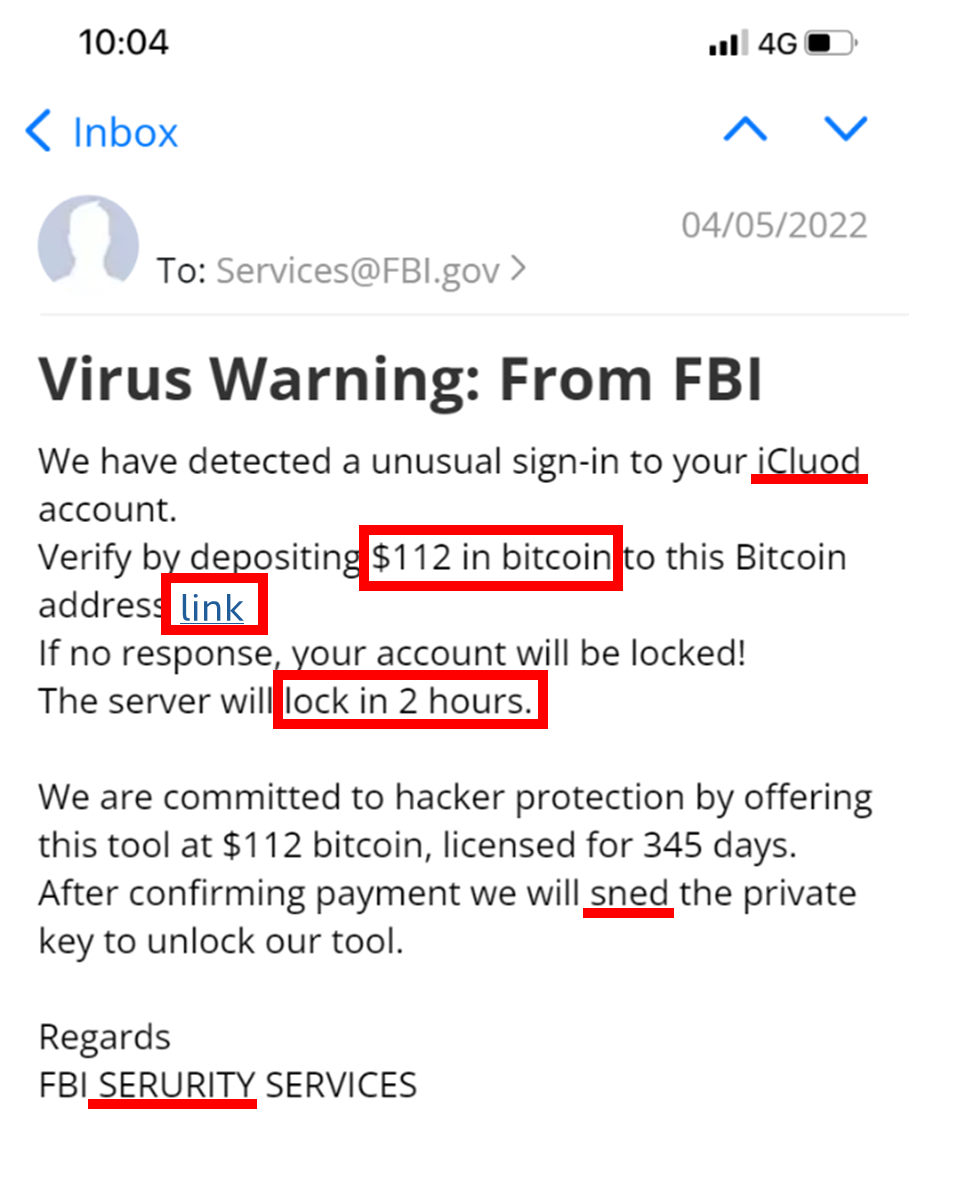 10:04
4G
Inbox
04/05/2022
To: Services@FBI.gov
Virus Warning: From FBI
We have detected a unusual sign-in to your iCluod
account.
Verify by depositing $112 in bitcoin to this Bitcoin
address link
If no response, your account will be locked!
The server will lock in 2 hours.
We are committed to hacker protection by offering
this tool at $112 bitcoin, licensed for 345 days.
After confirming payment we will sned the private
key to unlock our tool.
Regards
FBI SERURITY SERVICES